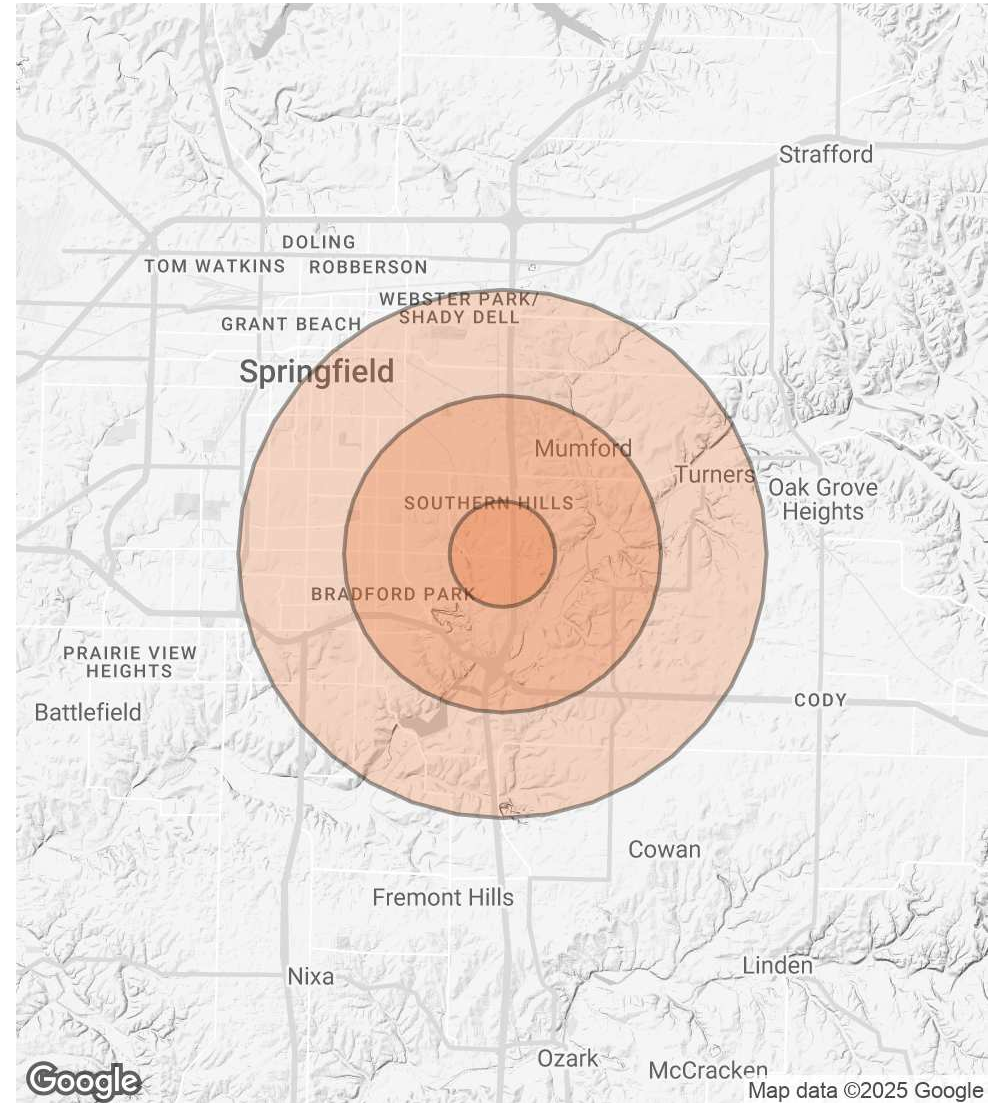 Strafford
DOLING
TOM WATKINS
ROBBERSON
WEBSTER PARK/
SHADY DELL
GRANT BEACH
Springfield
Mumford
Turners
Oak Grove
Heights
SOUTHERN HILLS
BRADFORD PARK
PRAIRIE VIEW
HEIGHTS
Battlefield
CODY
Cowan
Fremont Hills
Nixa
Linden
Ozark
McCracken
Google
Map data ©2025 Google